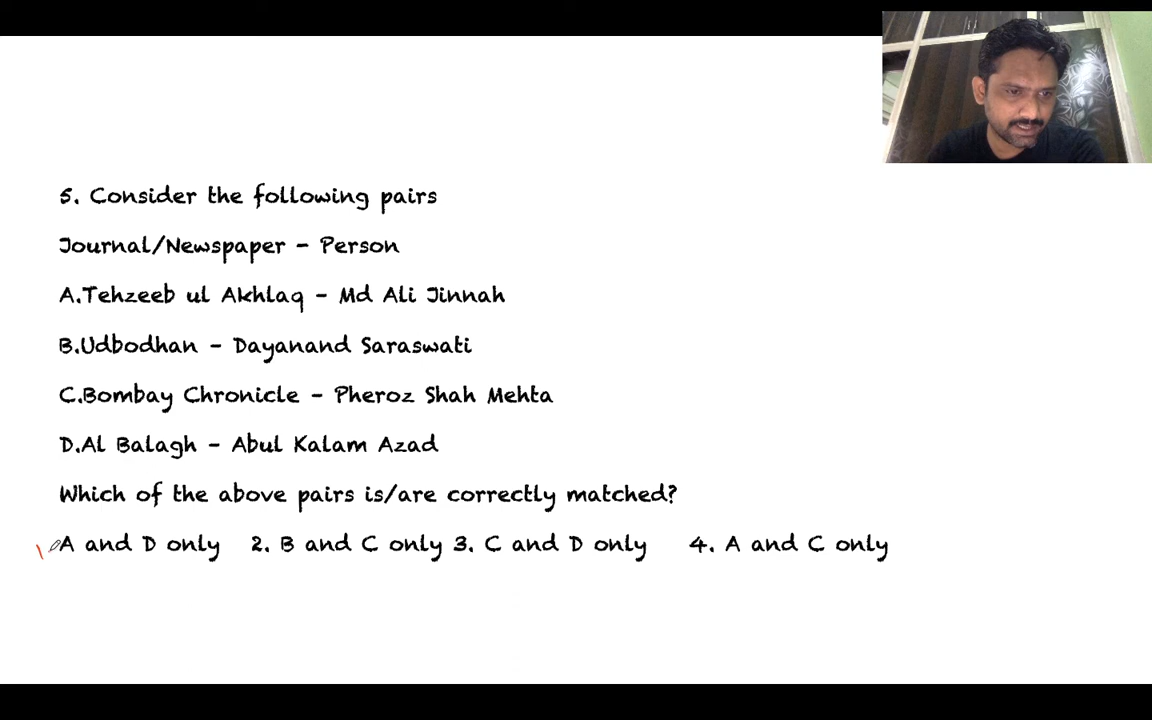 5. Consider the following pairs
Journal/Newspaper - Person
A.Tehzeeb ul Akhlaq - Md Ali Jinnah
B.Udbodhan - Dayanand Saraswati
C.Bombay Chronicle - Pheroz Shah Mehta
D.Al Balagh - Abul Kalam Azad
Which of the above pairs is/are correctly matched?
A and D only 2. B and C only 3. C and D only 4. A and C only